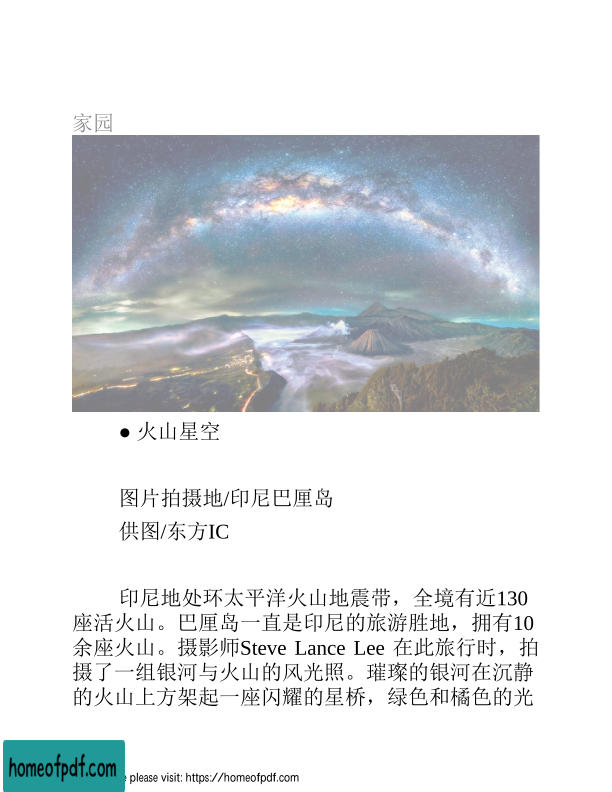 家园
● 火山星空
图片拍摄地/印尼巴厘岛
供图/东方IC
印尼地处环太平洋火山地震带，全境有近130
座活火山。巴厘岛一直是印尼的旅游胜地，拥有10
余座火山。摄影师Steve Lance Lee 在此旅行时，拍
摄了一组银河与火山的风光照。璀璨的银河在沉静
的火山上方架起一座闪耀的星桥，绿色和橘色的光
homeofpdf.com
please visit: https://homeofpdf.com